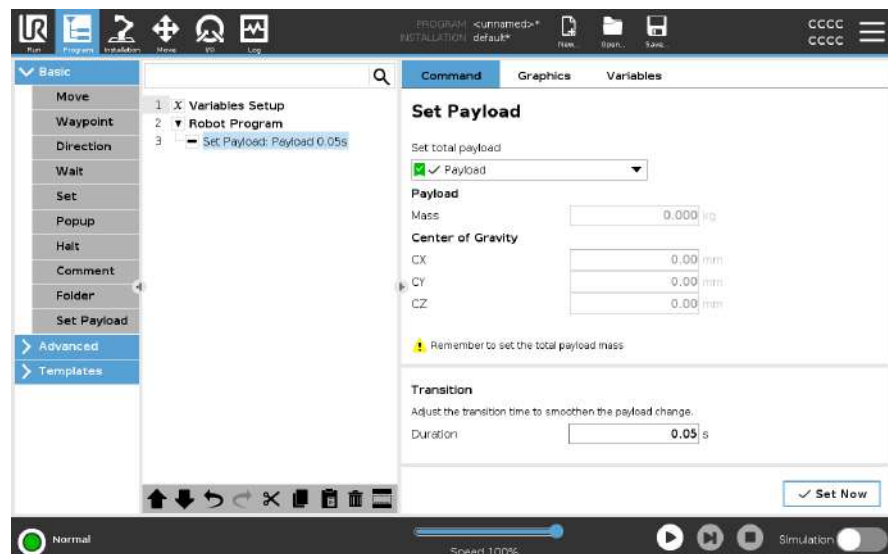 UR
PROGRAM <unnamed>*
INSTALLATION default*
CCCC
CCCC
Run Program Installation Move I/O Log New... Open... Save...
Basic
Move
Waypoint
Direction
Wait
Set
Popup
Halt
Comment
Folder
Set Payload
Advanced
Templates
1 X Variables Setup
2 Robot Program
3 Set Payload: Payload 0.05s
Command Graphics Variables
Set Payload
Set total payload
Payload
Payload
Mass 0.000 kg
Center of Gravity
CX 0.00 mm
CY 0.00 mm
CZ 0.00 mm
Remember to set the total payload mass
Transition
Adjust the transition time to smoothen the payload change.
Duration 0.05 s
Set Now
Normal
Speed 100%
Simulation